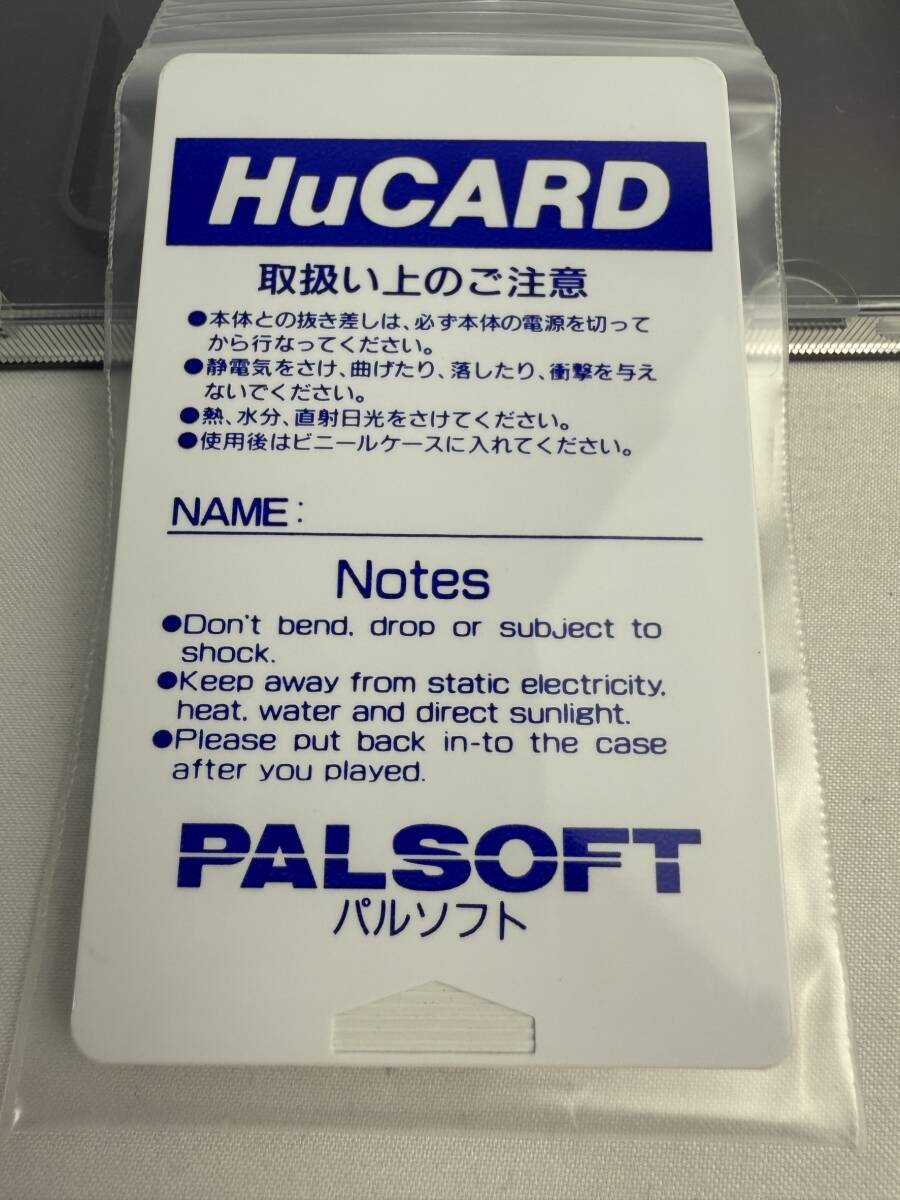 HuCARD
取扱い上のご注意
●本体との抜き差しは、必ず本体の電源を切って
から行なってください。
●静電気をさけ、曲げたり、落したり、衝撃を与え
ないでください。
●熱、水分、直射日光をさけてください。
●使用後はビニールケースに入れてください。
NAME:
Notes
●Don't bend, drop or subject to
shock.
●Keep away from static electricity,
heat, water and direct sunlight.
●Please put back in-to the case
after you played.
PALSOFT
パルソフト